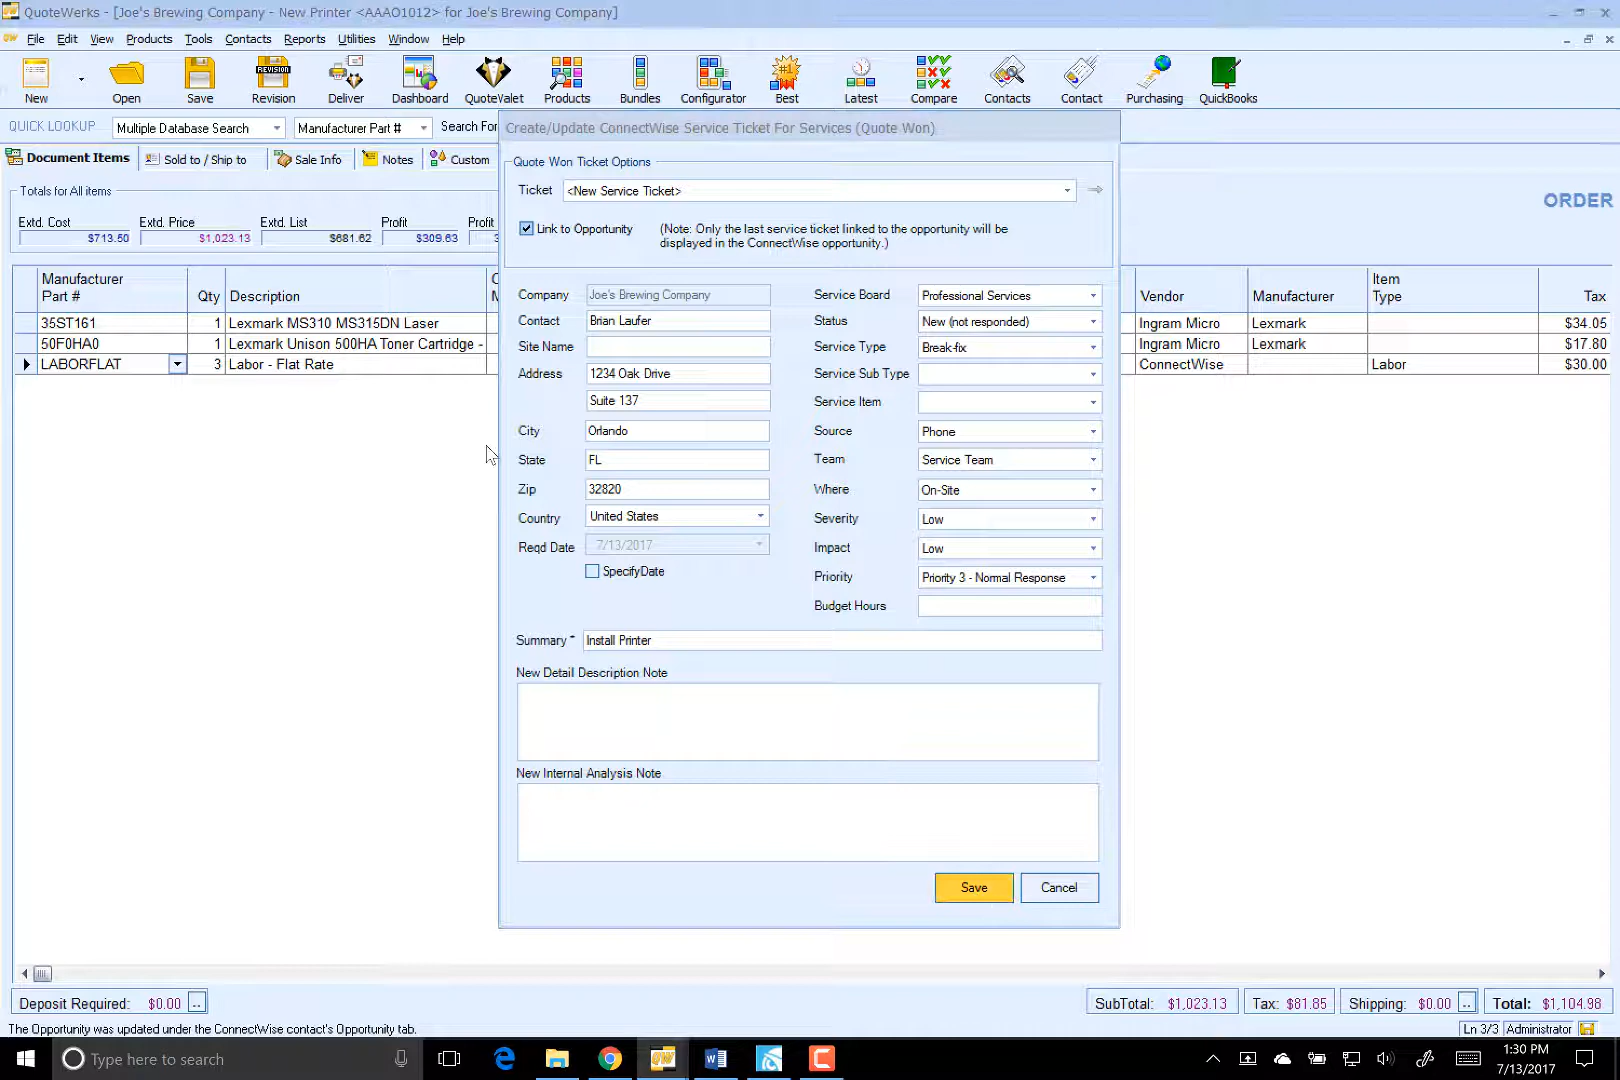 QuoteWerks - [Joe's Brewing Company - New Printer <AAAO1012> for Joe's Brewing Company]
File Edit View Products Tools Contacts Reports Utilities Window Help
REVISION #1
New Open Save Revision Deliver Dashboard QuoteValet Products Bundles Configurator Best Latest Compare Contacts Contact Purchasing QuickBooks
QUICK LOOKUP Multiple Database Search Manufacturer Part # Search For
Create/Update ConnectWise Service Ticket For Services (Quote Won)
Document Items Sold to / Ship to Sale Info Notes Custom
Quote Won Ticket Options
Totals for All items
Ticket <New Service Ticket>
ORDER
Extd. Cost Extd. Price Extd. List Profit Profit
$713.50 $1,023.13 $681.62 $309.63
Link to Opportunity (Note: Only the last service ticket linked to the opportunity will be
displayed in the ConnectWise opportunity.)
Manufacturer
Part # Qty Description
Vendor Manufacturer Item
Type Tax
35ST161 1 Lexmark MS310 MS315DN Laser Ingram Micro Lexmark $34.05
50F0HA0 1 Lexmark Unison 500HA Toner Cartridge - Ingram Micro Lexmark $17.80
LABORFLAT 3 Labor - Flat Rate ConnectWise Labor $30.00
Company Joe's Brewing Company
Contact Brian Laufer
Site Name
Address 1234 Oak Drive
Suite 137
City Orlando
State FL
Zip 32820
Country United States
Reqd Date 7/13/2017
SpecifyDate
Service Board Professional Services
Status New (not responded)
Service Type Break-fix
Service Sub Type
Service Item
Source Phone
Team Service Team
Where On-Site
Severity Low
Impact Low
Priority Priority 3 - Normal Response
Budget Hours
Summary * Install Printer
New Detail Description Note
New Internal Analysis Note
Save Cancel
Deposit Required: $0.00 .. SubTotal: $1,023.13 Tax: $81.85 Shipping: $0.00 .. Total: $1,104.98
The Opportunity was updated under the ConnectWise contact's Opportunity tab. Ln 3/3 Administrator
Type here to search
1:30 PM
7/13/2017